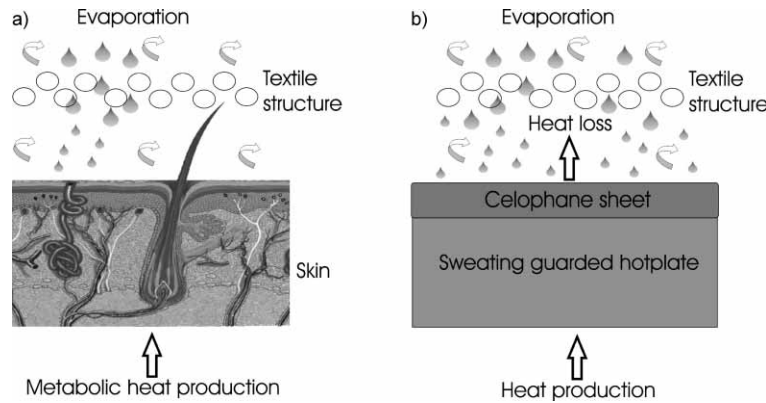 a)
Evaporation
Textile
structure
Skin
Metabolic heat production
b)
Evaporation
Textile
structure
Heat loss
Celophane sheet
Sweating guarded hotplate
Heat production